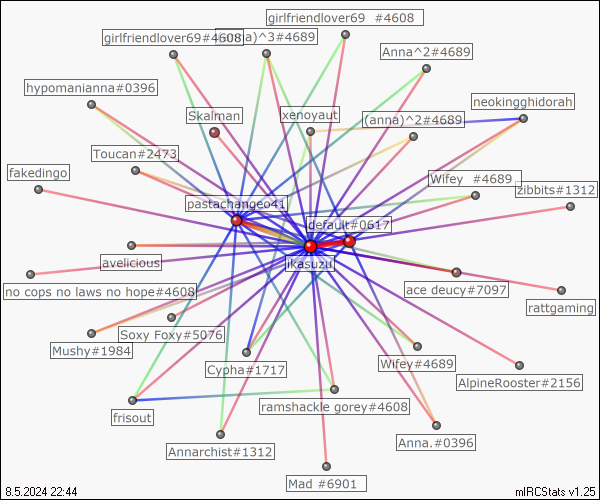 girlfriendlover69 #4608
girlfriendlover69#4608
a)^3#4689
Anna^2#4689
hypomanianna#0396
neokingghidorah
Skalman
xenoyaut
(anna)^2#4689
Toucan#2473
fakedingo
Wifey #4689
zibbits#1312
pastachangeo41
default#0617
avelicious
ikasuzu
no cops no laws no hope#4608
ace deucy#7097
rattgaming
Soxy Foxy#5076
Mushy#1984
Cypha#1717
Wifey#4689
AlpineRooster#2156
frisout
ramshackle gorey#4608
Annarchist#1312
Anna.#0396
Mad #6901
8.5.2024 22:44
mIRCStats v1.25